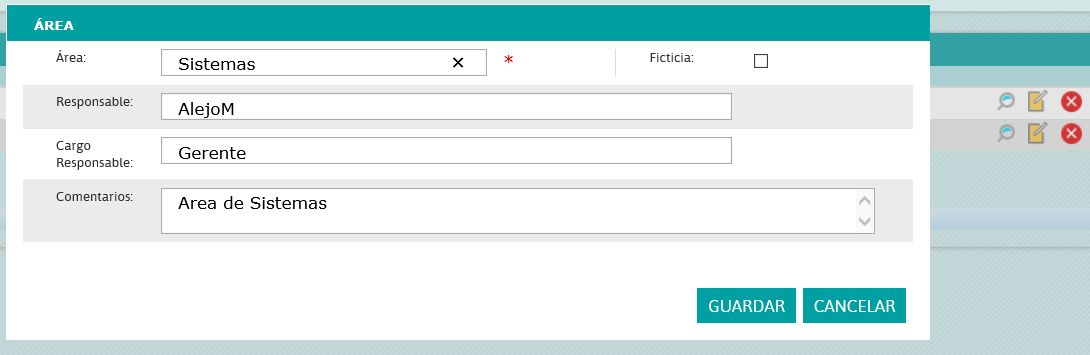 ÁREA
Área: Sistemas ✕ * Ficticia:
Responsable: AlejoM
Cargo Responsable: Gerente
Comentarios: Area de Sistemas
GUARDAR CANCELAR